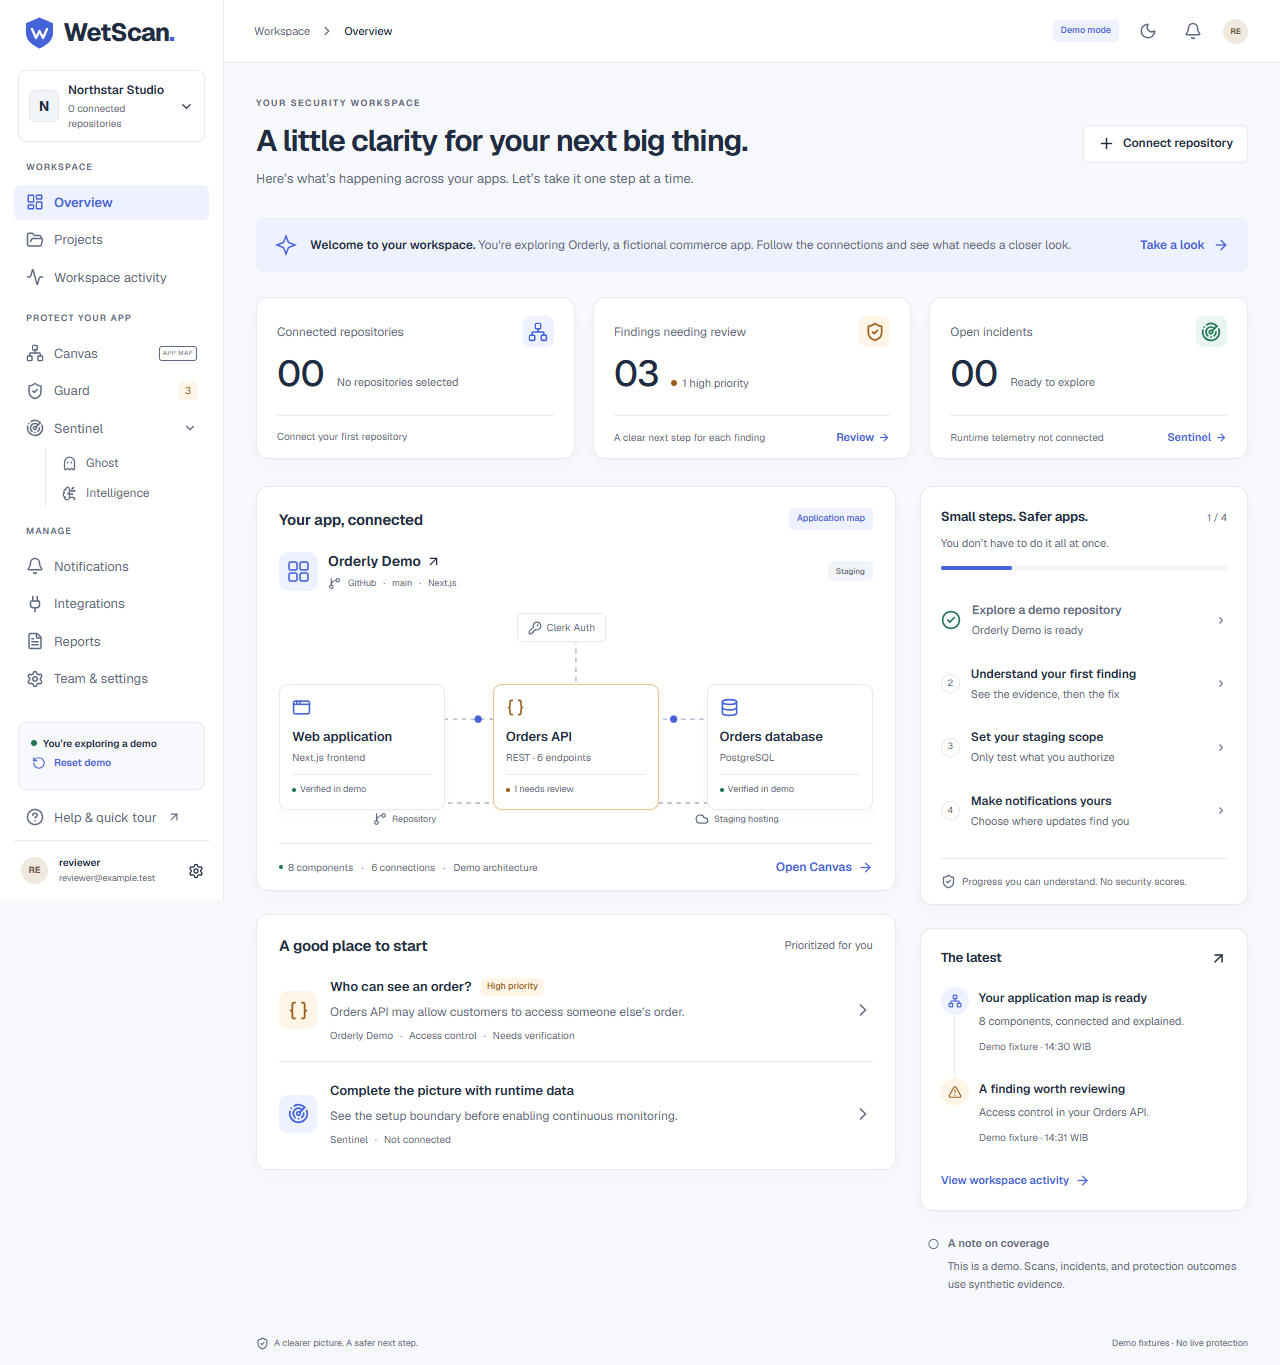 WetScan.
N
Northstar Studio
0 connected
repositories
WORKSPACE
Overview
Projects
Workspace activity
PROTECT YOUR APP
Canvas
APP MAP
Guard
3
Sentinel
Ghost
Intelligence
MANAGE
Notifications
Integrations
Reports
Team & settings
You're exploring a demo
Reset demo
Help & quick tour
RE
reviewer
reviewer@example.test
Workspace
Overview
Demo mode
RE
YOUR SECURITY WORKSPACE
A little clarity for your next big thing.
Here's what's happening across your apps. Let's take it one step at a time.
Connect repository
Welcome to your workspace. You're exploring Orderly, a fictional commerce app. Follow the connections and see what needs a closer look.
Take a look
Connected repositories
00
No repositories selected
Connect your first repository
Findings needing review
03
1 high priority
A clear next step for each finding
Review
Open incidents
00
Ready to explore
Runtime telemetry not connected
Sentinel
Your app, connected
Application map
Orderly Demo
GitHub · main · Next.js
Staging
Clerk Auth
Web application
Next.js frontend
Verified in demo
Orders API
REST · 6 endpoints
1 needs review
Orders database
PostgreSQL
Verified in demo
Repository
Staging hosting
8 components · 6 connections · Demo architecture
Open Canvas
A good place to start
Prioritized for you
Who can see an order?
High priority
Orders API may allow customers to access someone else's order.
Orderly Demo · Access control · Needs verification
Complete the picture with runtime data
See the setup boundary before enabling continuous monitoring.
Sentinel · Not connected
Small steps. Safer apps.
1 / 4
You don't have to do it all at once.
Explore a demo repository
Orderly Demo is ready
2
Understand your first finding
See the evidence, then the fix
3
Set your staging scope
Only test what you authorize
4
Make notifications yours
Choose where updates find you
Progress you can understand. No security scores.
The latest
Your application map is ready
8 components, connected and explained.
Demo fixture · 14:30 WIB
A finding worth reviewing
Access control in your Orders API.
Demo fixture · 14:31 WIB
View workspace activity
A note on coverage
This is a demo. Scans, incidents, and protection outcomes
use synthetic evidence.
A clearer picture. A safer next step.
Demo fixtures · No live protection